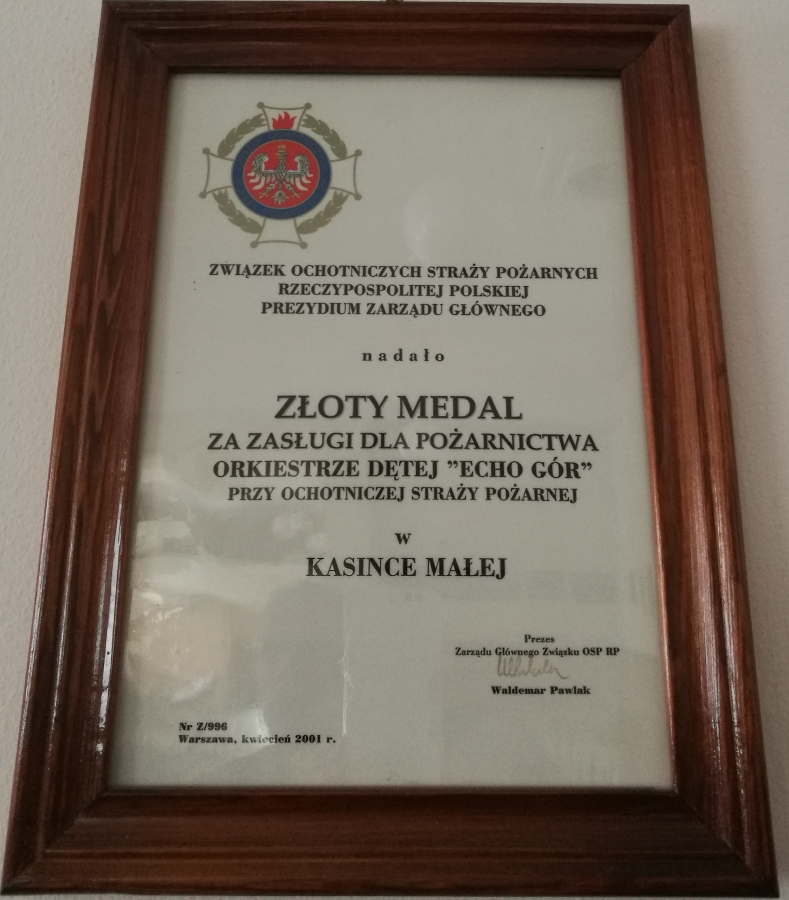 ZWIĄZEK OCHOTNICZYCH STRAŻY POŻARNYCH
RZECZYPOSPOLITEJ POLSKIEJ
PREZYDIUM ZARZĄDU GŁÓWNEGO
nadało
ZŁOTY MEDAL
ZA ZASŁUGI DLA POŻARNICTWA
ORKIESTRZE DĘTEJ ”ECHO GÓR”
PRZY OCHOTNICZEJ STRAŻY POŻARNEJ
w
KASINCE MAŁEJ
Prezes
Zarządu Głównego Związku OSP RP
Waldemar Pawlak
Nr Z/996
Warszawa, kwiecień 2001 r.